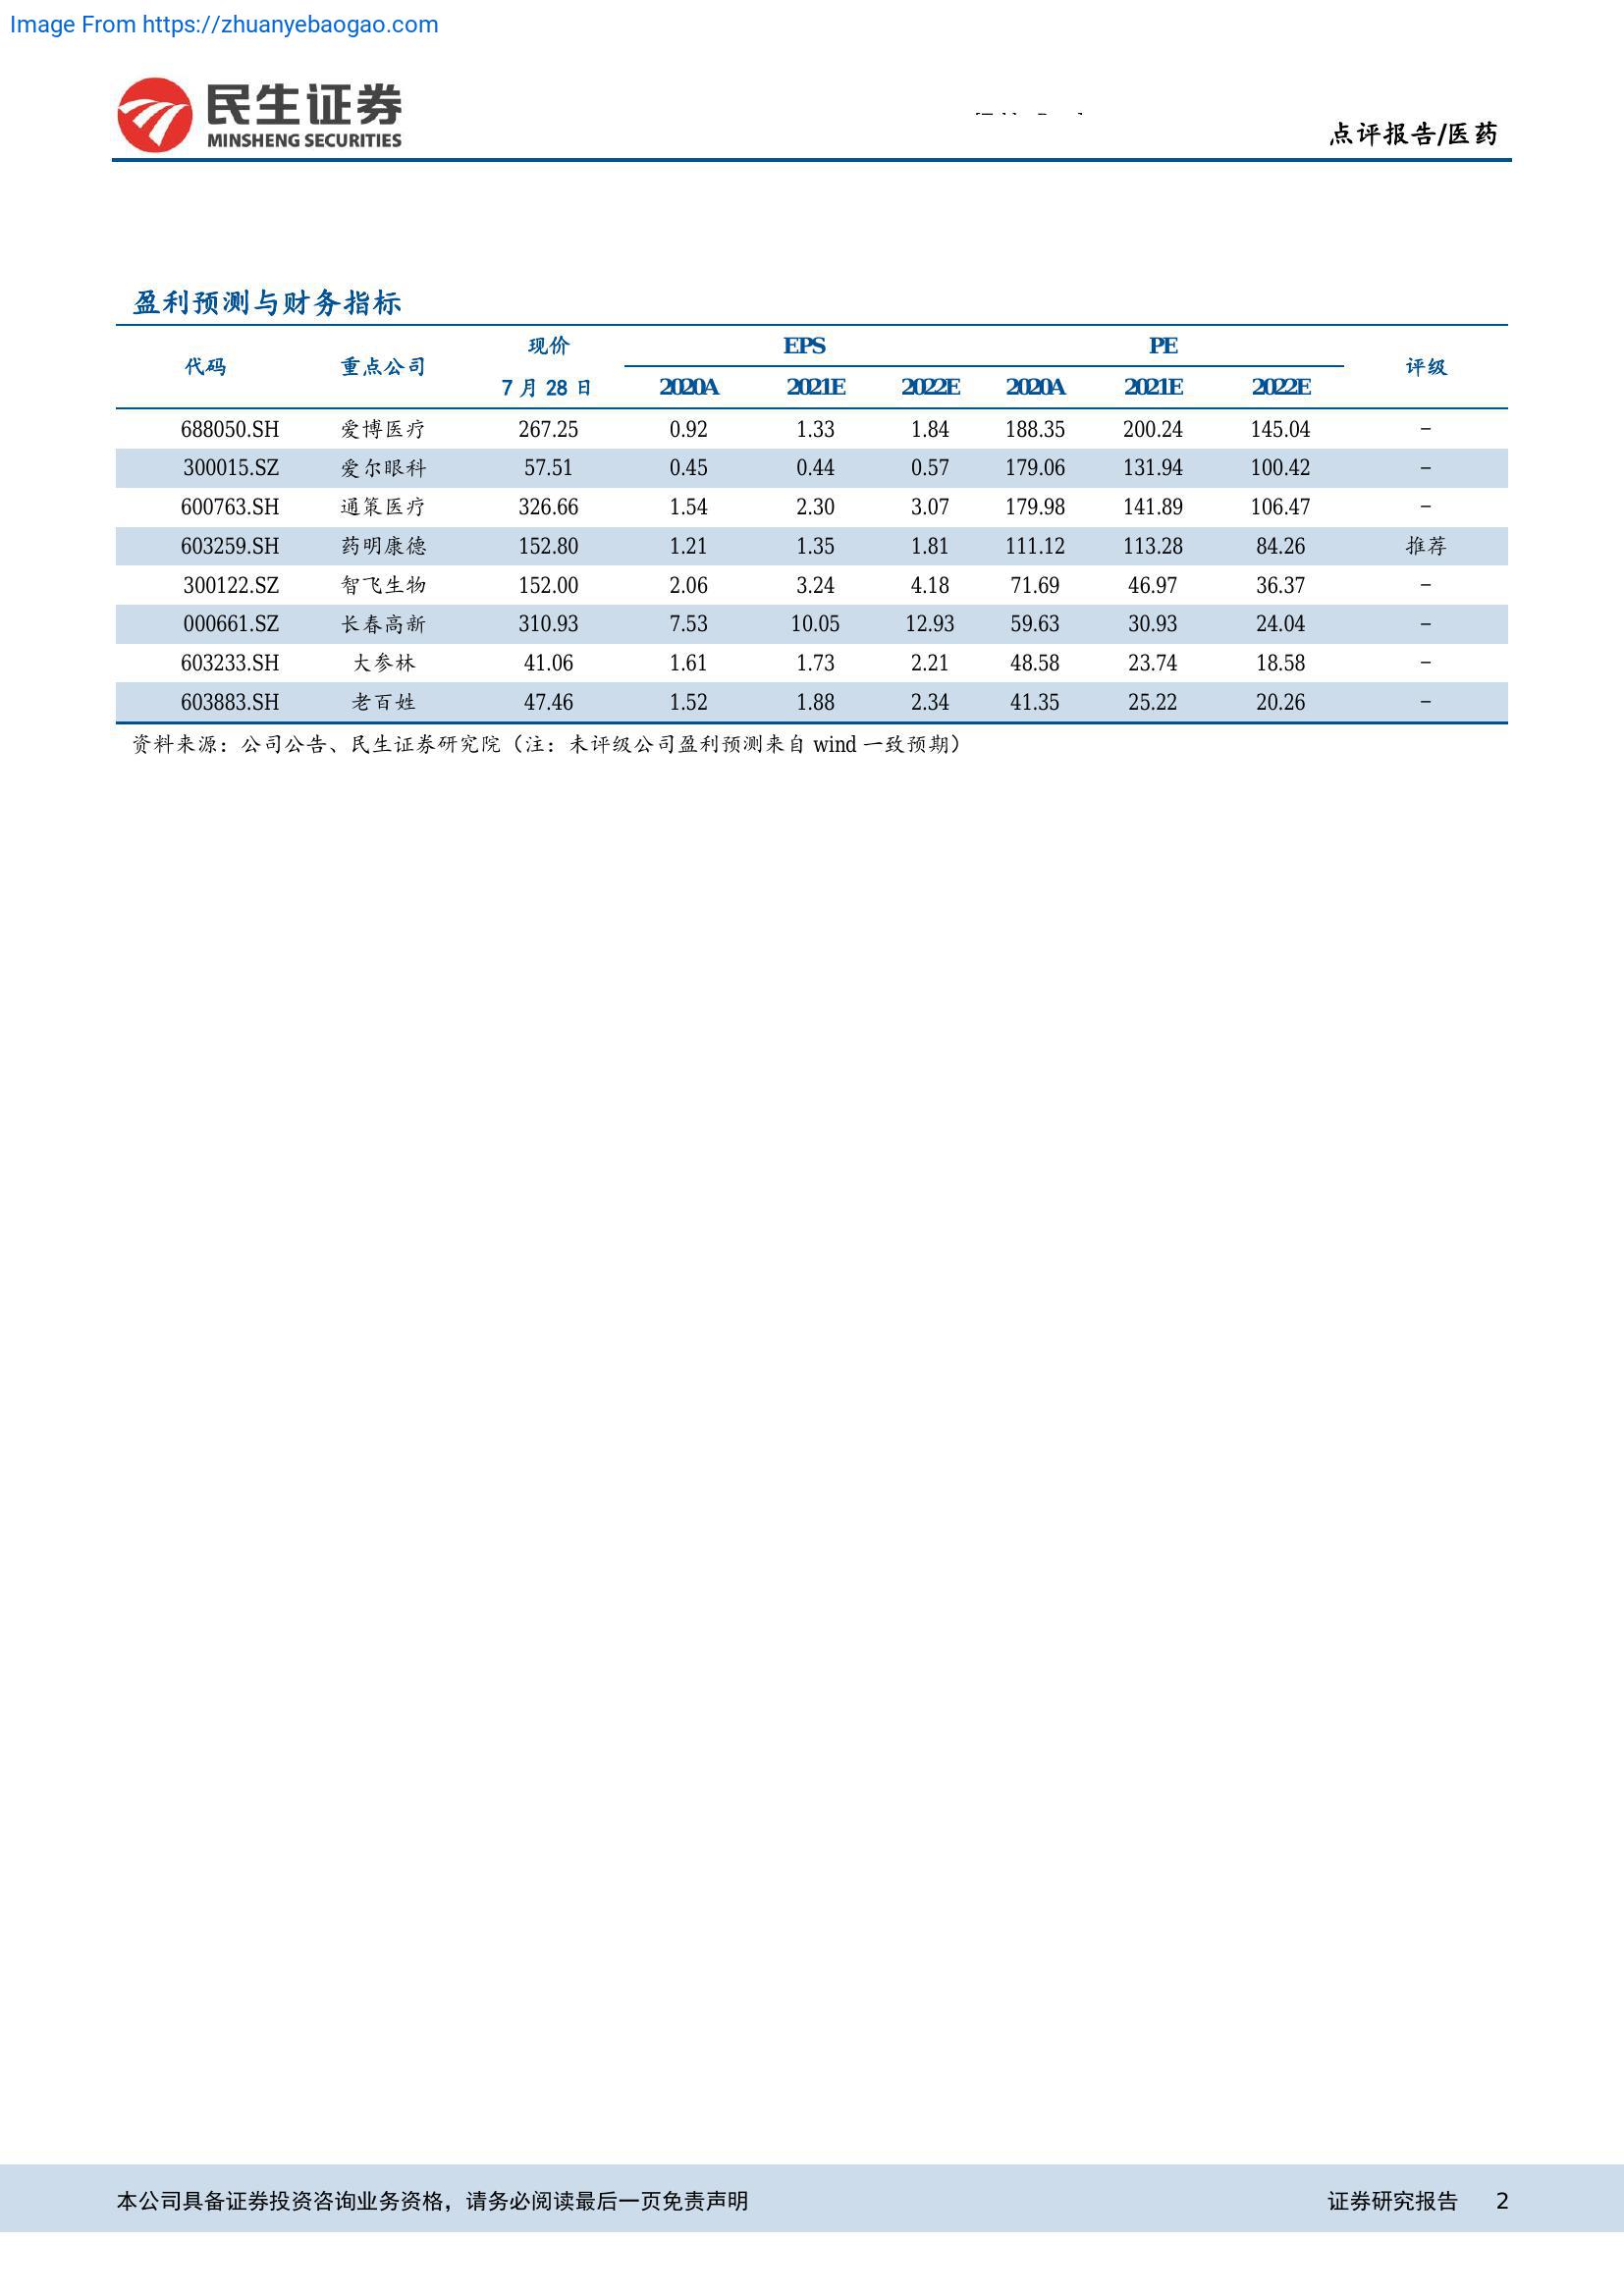 Image From https://zhuanyebaogao.com
民生证券
MINSHENG SECURITIES
点评报告/医药
盈利预测与财务指标
代码 重点公司 现价 EPS PE 评级
7 月 28 日 2020A 2021E 2022E 2020A 2021E 2022E
688050.SH 爱博医疗 267.25 0.92 1.33 1.84 188.35 200.24 145.04 –
300015.SZ 爱尔眼科 57.51 0.45 0.44 0.57 179.06 131.94 100.42 –
600763.SH 通策医疗 326.66 1.54 2.30 3.07 179.98 141.89 106.47 –
603259.SH 药明康德 152.80 1.21 1.35 1.81 111.12 113.28 84.26 推荐
300122.SZ 智飞生物 152.00 2.06 3.24 4.18 71.69 46.97 36.37 –
000661.SZ 长春高新 310.93 7.53 10.05 12.93 59.63 30.93 24.04 –
603233.SH 大参林 41.06 1.61 1.73 2.21 48.58 23.74 18.58 –
603883.SH 老百姓 47.46 1.52 1.88 2.34 41.35 25.22 20.26 –
资料来源：公司公告、民生证券研究院（注：未评级公司盈利预测来自 wind 一致预期）
本公司具备证券投资咨询业务资格，请务必阅读最后一页免责声明 证券研究报告 2